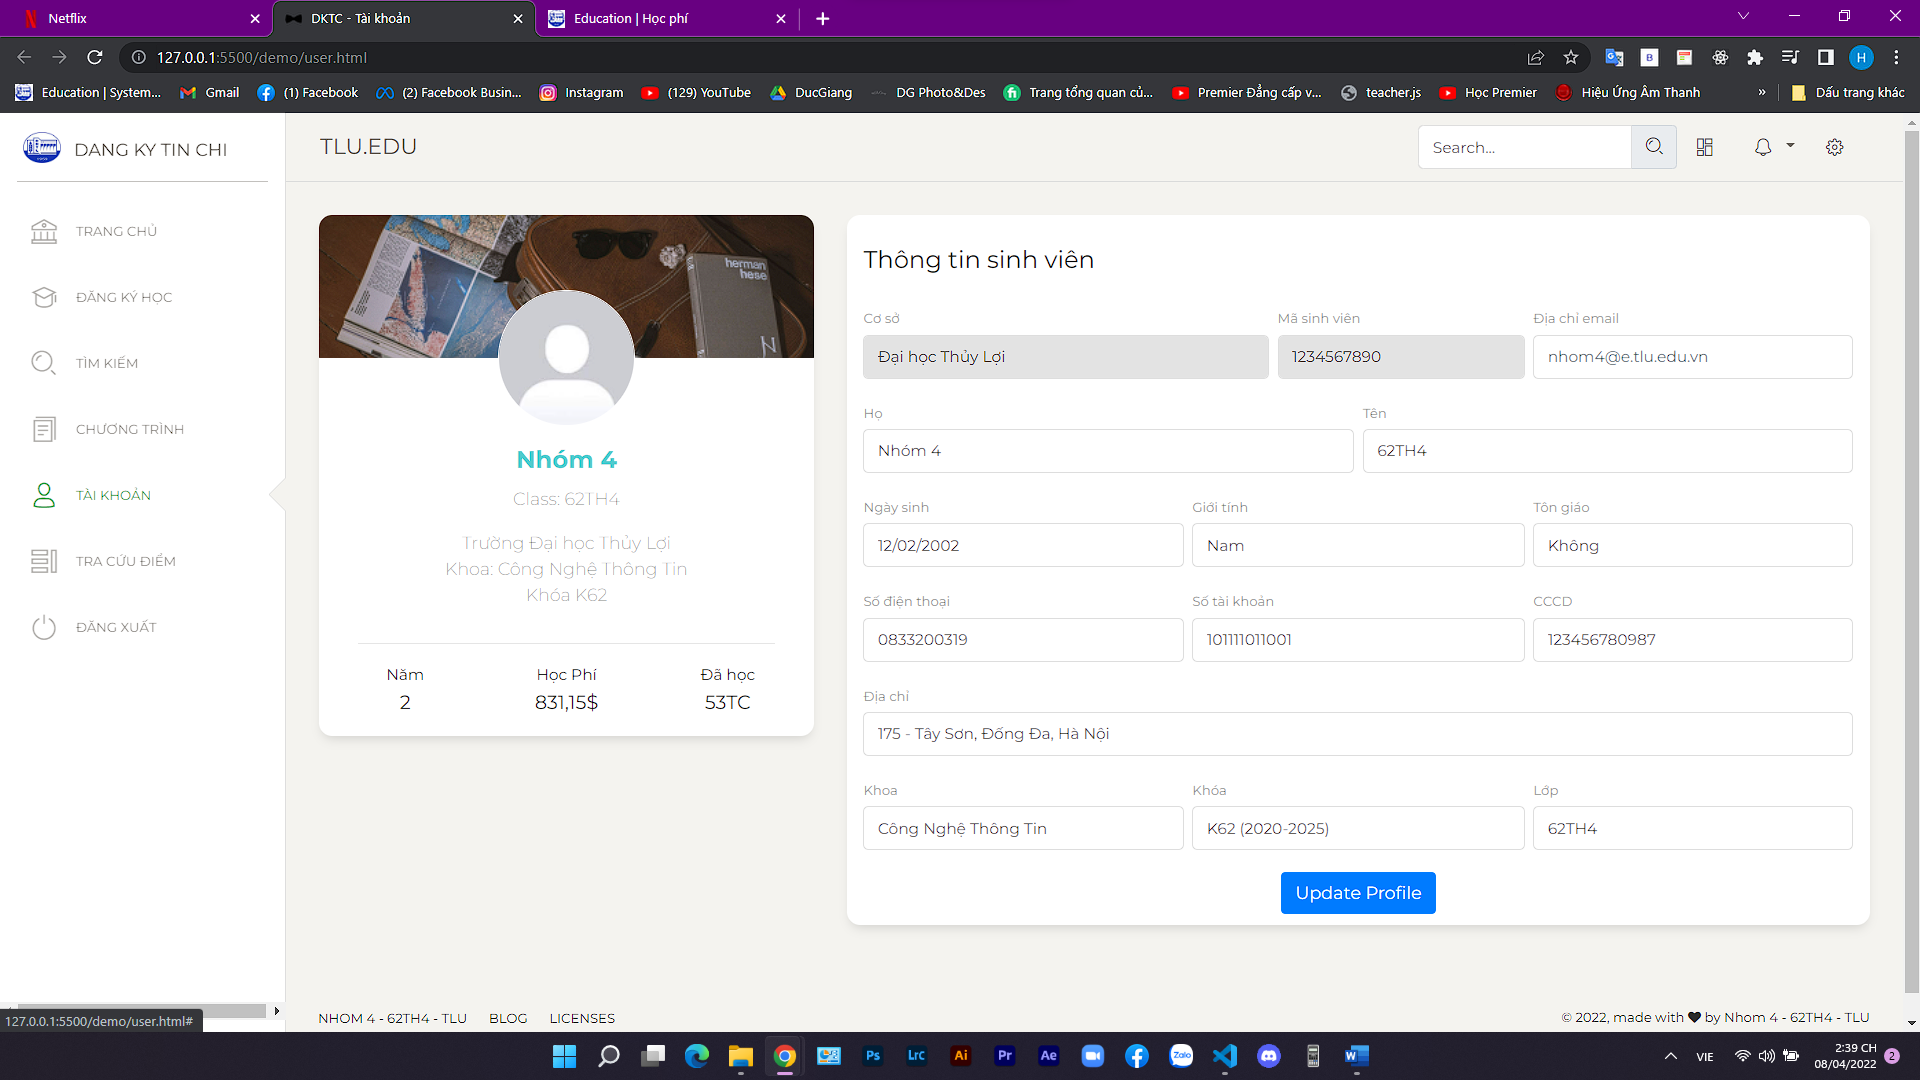 Netflix
DKTC - Tài khoản
Education | Học phí
127.0.0.1:5500/demo/user.html
Education | System...
Gmail
(1) Facebook
(2) Facebook Busin...
Instagram
(129) YouTube
DucGiang
DG Photo&Des
Trang tổng quan củ...
Premier Đẳng cấp v...
teacher.js
Học Premier
Hiệu Ứng Âm Thanh
»
Dấu trang khác
DANG KY TIN CHI
TLU.EDU
Search...
TRANG CHỦ
ĐĂNG KÝ HỌC
TÌM KIẾM
CHƯƠNG TRÌNH
TÀI KHOẢN
TRA CỨU ĐIỂM
ĐĂNG XUẤT
herman
hese
N
Nhóm 4
Class: 62TH4
Trường Đại học Thủy Lợi
Khoa: Công Nghệ Thông Tin
Khóa K62
Năm
2
Học Phí
831,15$
Đã học
53TC
Thông tin sinh viên
Cơ sở
Đại học Thủy Lợi
Mã sinh viên
1234567890
Địa chỉ email
nhom4@e.tlu.edu.vn
Họ
Nhóm 4
Tên
62TH4
Ngày sinh
12/02/2002
Giới tính
Nam
Tôn giáo
Không
Số điện thoại
0833200319
Số tài khoản
101111011001
CCCD
123456780987
Địa chỉ
175 - Tây Sơn, Đống Đa, Hà Nội
Khoa
Công Nghệ Thông Tin
Khóa
K62 (2020-2025)
Lớp
62TH4
Update Profile
NHOM 4 - 62TH4 - TLU
BLOG
LICENSES
© 2022, made with ♥ by Nhom 4 - 62TH4 - TLU
127.0.0.1:5500/demo/user.html#
Ps
LrC
Ai
Pr
Ae
Zalo
W
VIE
2:39 CH
08/04/2022
2
H
B